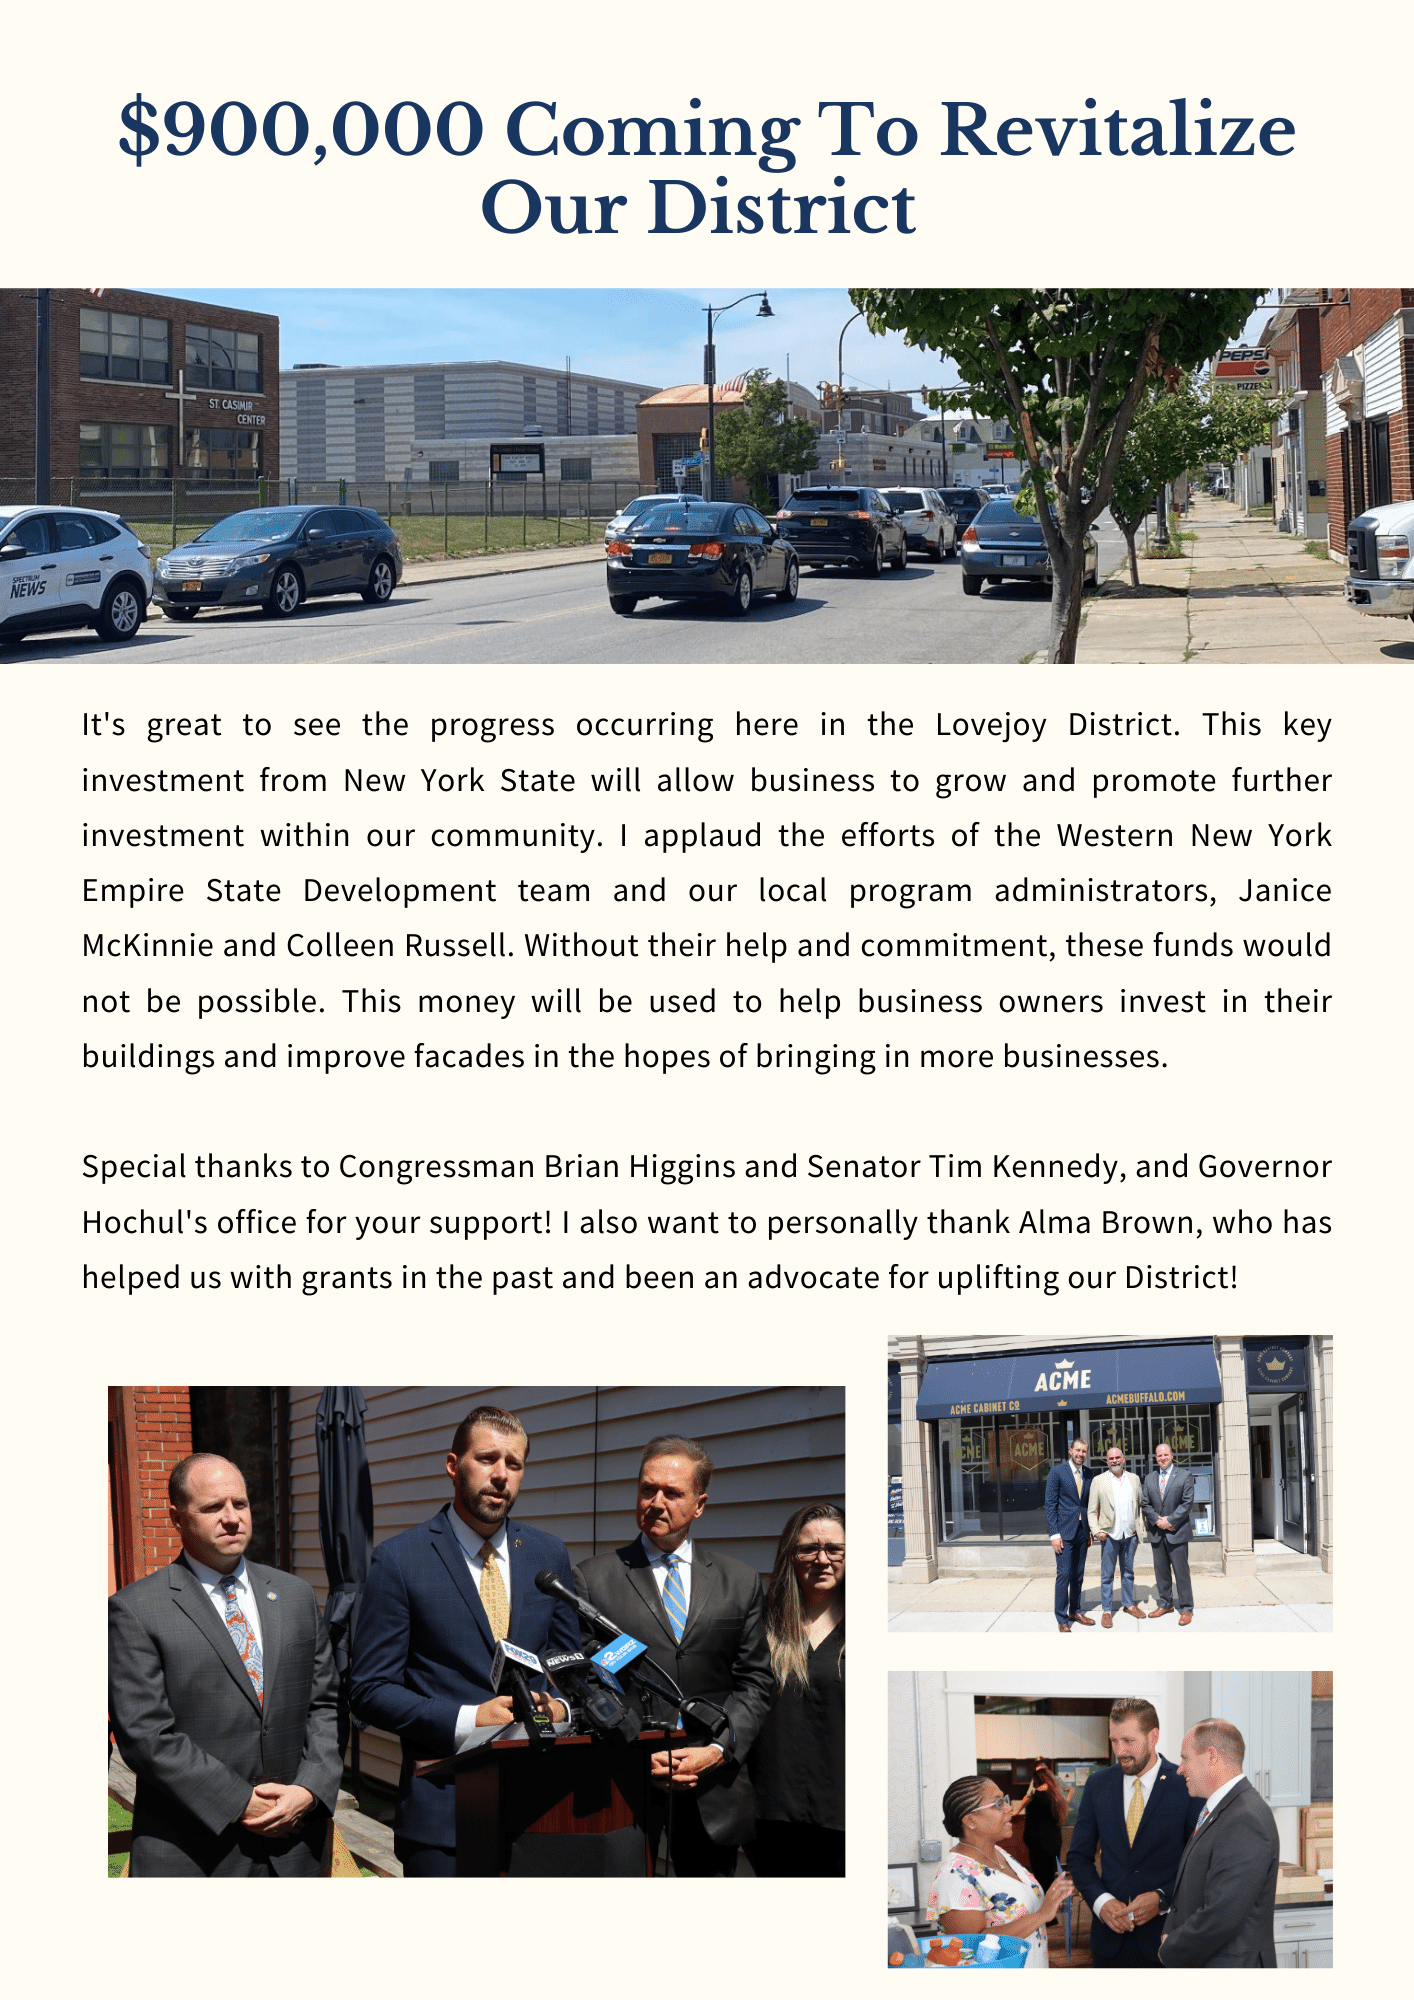 $900,000 Coming To Revitalize
Our District
ST. CASIMIR
CENTER
PEPSI
PIZZERIA
SPECTRUM
NEWS
It's great to see the progress occurring here in the Lovejoy District. This key
investment from New York State will allow business to grow and promote further
investment within our community. I applaud the efforts of the Western New York
Empire State Development team and our local program administrators, Janice
McKinnie and Colleen Russell. Without their help and commitment, these funds would
not be possible. This money will be used to help business owners invest in their
buildings and improve facades in the hopes of bringing in more businesses.
Special thanks to Congressman Brian Higgins and Senator Tim Kennedy, and Governor
Hochul's office for your support! I also want to personally thank Alma Brown, who has
helped us with grants in the past and been an advocate for uplifting our District!
ACME
ACME CABINET CO
ACMEBUFFALO.COM
ACME
ACME
NEWS 1
2 WGRZ